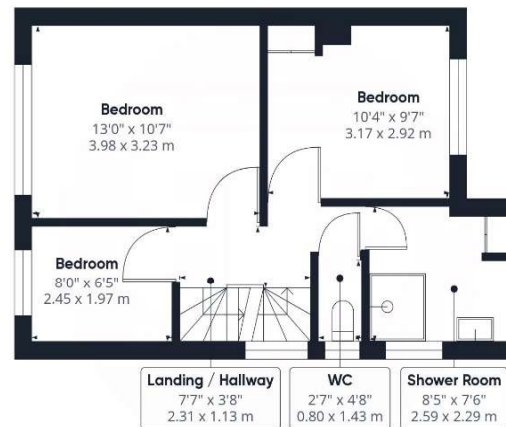 Bedroom
13'0" x 10'7"
3.98 x 3.23 m
Bedroom
10'4" x 9'7"
3.17 x 2.92 m
Bedroom
8'0" x 6'5"
2.45 x 1.97 m
Landing / Hallway
7'7" x 3'8"
2.31 x 1.13 m
WC
2'7" x 4'8"
0.80 x 1.43 m
Shower Room
8'5" x 7'6"
2.59 x 2.29 m